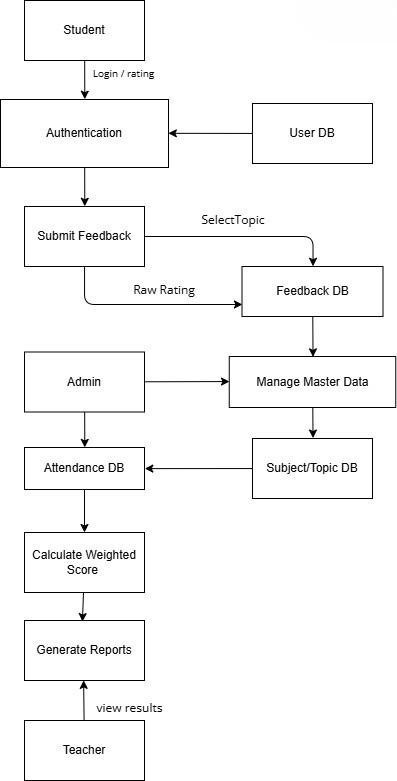 Student
Login / rating
Authentication
User DB
SelectTopic
Submit Feedback
Raw Rating
Feedback DB
Admin
Manage Master Data
Attendance DB
Subject/Topic DB
Calculate Weighted
Score
Generate Reports
view results
Teacher